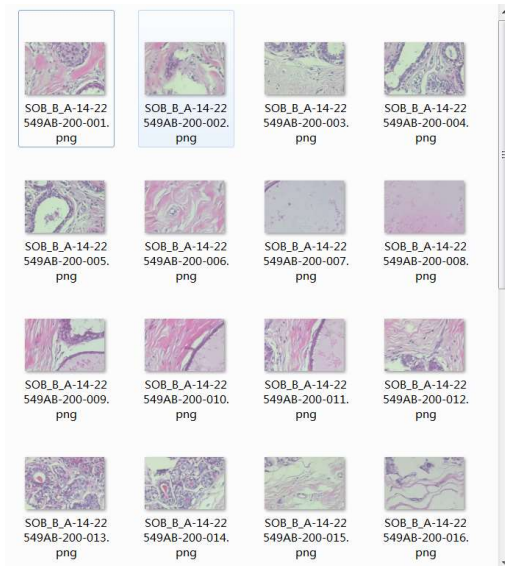 SOB_B_A-14-22
549AB-200-001.
png
SOB_B_A-14-22
549AB-200-002.
png
SOB_B_A-14-22
549AB-200-003.
png
SOB_B_A-14-22
549AB-200-004.
png
SOB_B_A-14-22
549AB-200-005.
png
SOB_B_A-14-22
549AB-200-006.
png
SOB_B_A-14-22
549AB-200-007.
png
SOB_B_A-14-22
549AB-200-008.
png
SOB_B_A-14-22
549AB-200-009.
png
SOB_B_A-14-22
549AB-200-010.
png
SOB_B_A-14-22
549AB-200-011.
png
SOB_B_A-14-22
549AB-200-012.
png
SOB_B_A-14-22
549AB-200-013.
png
SOB_B_A-14-22
549AB-200-014.
png
SOB_B_A-14-22
549AB-200-015.
png
SOB_B_A-14-22
549AB-200-016.
png